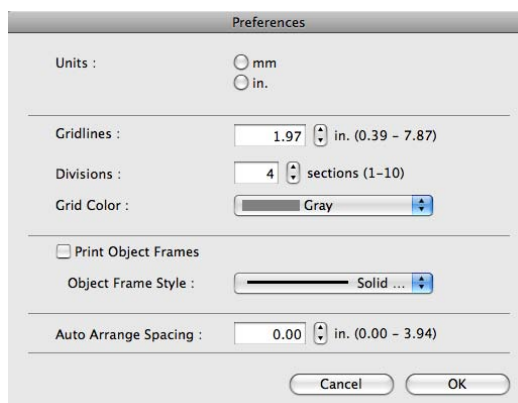 Preferences
Units : mm
in.
Gridlines : 1.97 in. (0.39 - 7.87)
Divisions : 4 sections (1-10)
Grid Color : Gray
Print Object Frames
Object Frame Style : Solid ...
Auto Arrange Spacing : 0.00 in. (0.00 - 3.94)
Cancel OK